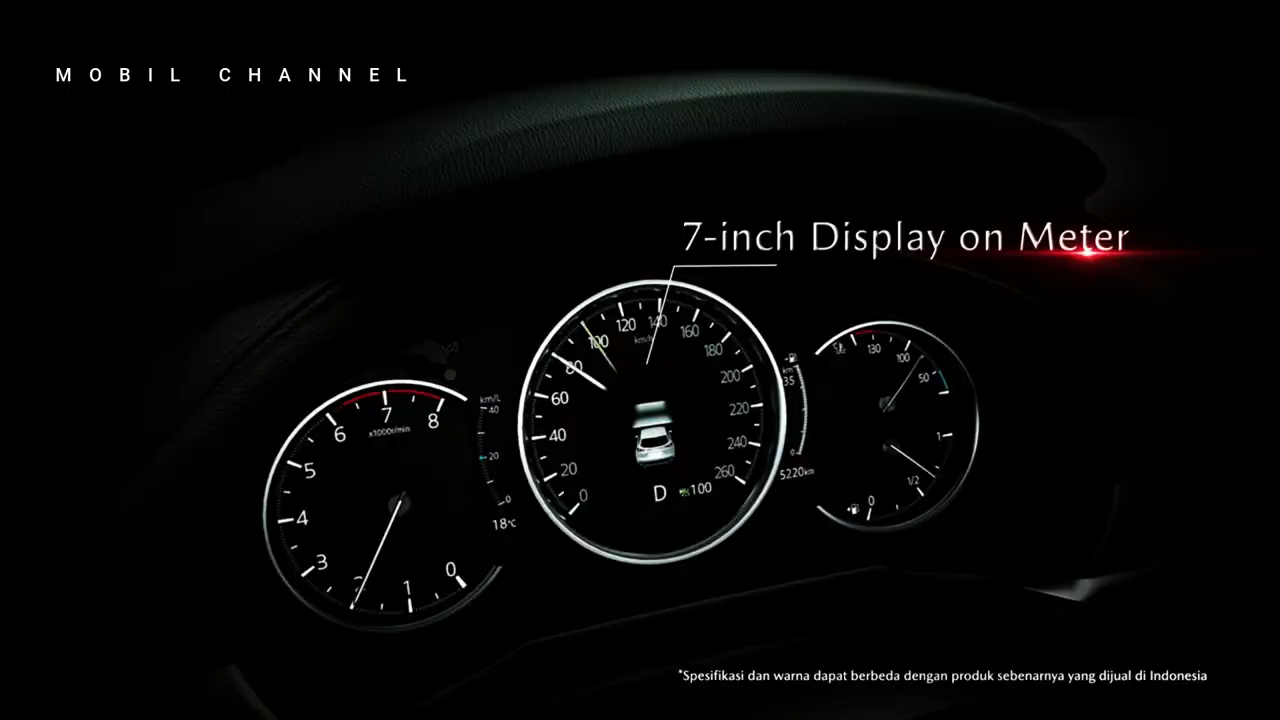 MOBIL CHANNEL
7-inch Display on Meter
120 140 160
100 km/h 180
80 200
60 220
40 240
20 260
0
D 100
6 7 8
x1000r/min
5
4
3
2 1 0
km/L
40
20
0
18°C
km
35
0
5220km
130 100
50
1
1/2
0
*Spesifikasi dan warna dapat berbeda dengan produk sebenarnya yang dijual di Indonesia